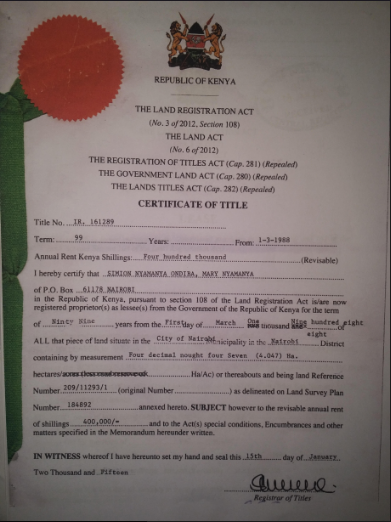 REPUBLIC OF KENYA
THE LAND REGISTRATION ACT
(No. 3 of 2012, Section 108)
THE LAND ACT
(No. 6 of 2012)
THE REGISTRATION OF TITLES ACT (Cap. 281) (Repealed)
THE GOVERNMENT LAND ACT (Cap. 280) (Repealed)
THE LANDS TITLES ACT (Cap. 282) (Repealed)
CERTIFICATE OF TITLE
Title No. IR. 161289
Term: 99 Years: From: 1-3-1988
Annual Rent Kenya Shillings: Four hundred thousand (Revisable)
I hereby certify that SIMION NYAMANYA ONDIBA, MARY NYAMANYA
of P.O. Box 61178 NAIROBI
in the Republic of Kenya, pursuant to section 108 of the Land Registration Act is/are now
registered proprietor(s) as lessee(s) from the Government of the Republic of Kenya for the term
of Ninty Nine years from the First day of March One thousand Nine hundred eight
eight
ALL that piece of land situate in the City of Nairobi Municipality in the Nairobi District
containing by measurement Four decimal nought four Seven (4.047) Ha.
hectares/ Ha/Ac) or thereabouts and being Land Reference
Number 209/11293/1 (original Number) as delineated on Land Survey Plan
Number 184892 annexed hereto. SUBJECT however to the revisable annual rent
of shillings 400,000/= and to the Act(s) special conditions, Encumbrances and other
matters specified in the Memorandum hereunder written.
IN WITNESS whereof I have hereunto set my hand and seal this 15th day of January
Two Thousand and Fifteen
Registrar of Titles